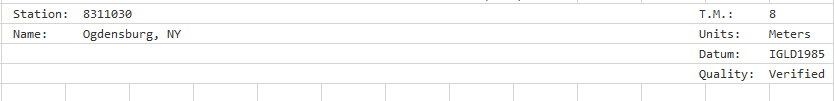 Station: 8311030 T.M.: 8
Name: Ogdensburg, NY Units: Meters
Datum: IGLD1985
Quality: Verified